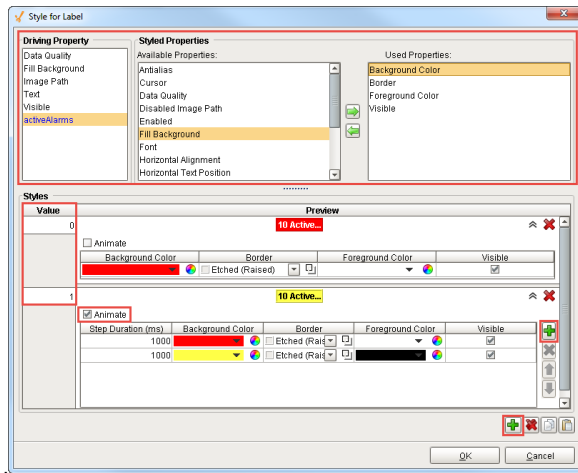 Style for Label
Driving Property
Data Quality
Fill Background
Image Path
Text
Visible
activeAlarms
Styled Properties
Available Properties:
Antialias
Cursor
Data Quality
Disabled Image Path
Enabled
Fill Background
Font
Horizontal Alignment
Horizontal Text Position
Used Properties:
Background Color
Border
Foreground Color
Visible
Styles
Value Preview
0 10 Active...
Animate
Background Color Border Foreground Color Visible
Etched (Raised)
1 10 Active...
Animate
Step Duration (ms) Background Color Border Foreground Color Visible
1000 Etched (Rais
1000 Etched (Rais
OK Cancel